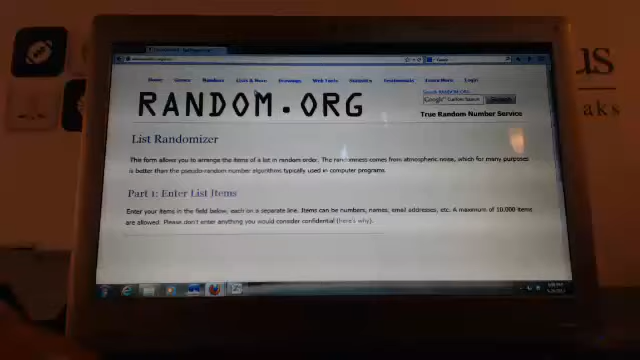 Home Games Numbers Lists & More Drawings Web Tools Statistics Testimonials Learn More Login
RANDOM.ORG
Search RANDOM.ORG
Google™ Custom Search Search
True Random Number Service
List Randomizer
This form allows you to arrange the items of a list in random order. The randomness comes from atmospheric noise, which for many purposes
is better than the pseudo-random number algorithms typically used in computer programs.
Part 1: Enter List Items
Enter your items in the field below, each on a separate line. Items can be numbers, names, email addresses, etc. A maximum of 10,000 items
are allowed. Please don't enter anything you would consider confidential (here's why).
us
aks